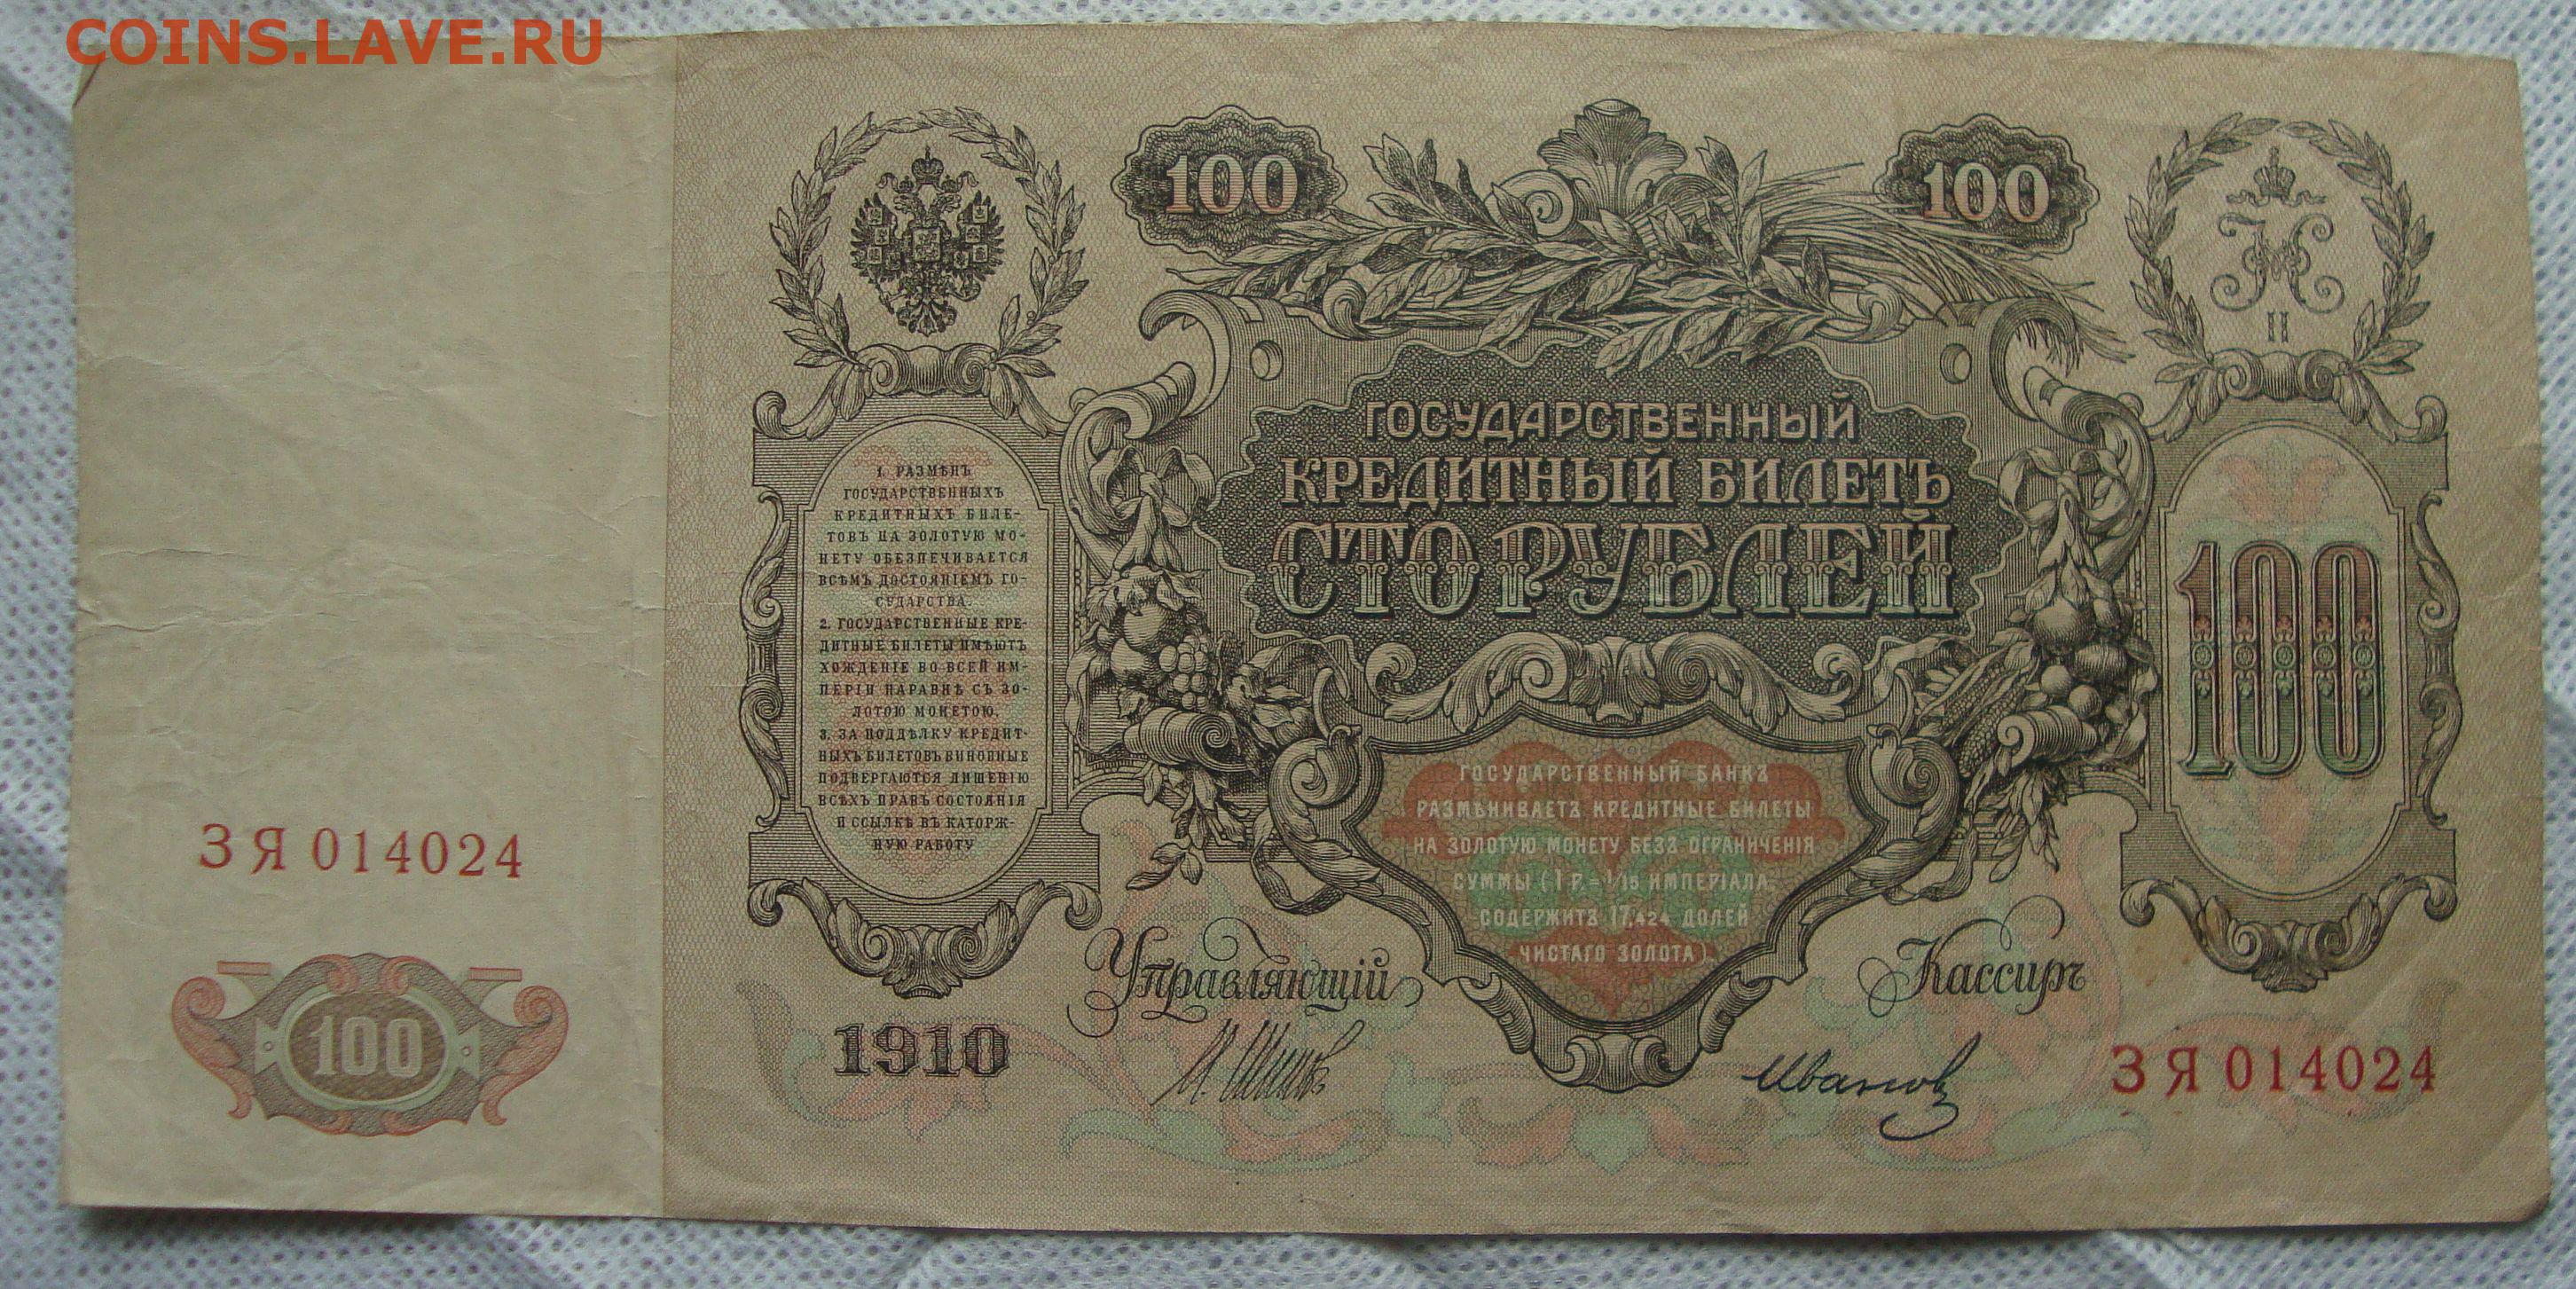 COINS.LAVE.RU
100
100
II
ГОСУДАРСТВЕННЫЙ
КРЕДИТНЫЙ БИЛЕТЪ
СТО РУБЛЕЙ
1. РАЗМѢНЪ
ГОСУДАРСТВЕННЫХЪ
КРЕДИТНЫХЪ БИЛЕ-
ТОВЪ НА ЗОЛОТУЮ МО-
НЕТУ ОБЕЗПЕЧИВАЕТСЯ
ВСѢМЪ ДОСТОЯНІЕМЪ ГО-
СУДАРСТВА.
2. ГОСУДАРСТВЕННЫЕ КРЕ-
ДИТНЫЕ БИЛЕТЫ ИМѢЮТЪ
ХОЖДЕНІЕ ВО ВСЕЙ ИМ-
ПЕРІИ НАРАВНѢ СЪ ЗО-
ЛОТОЮ МОНЕТОЮ.
3. ЗА ПОДДѢЛКУ КРЕДИТ-
НЫХЪ БИЛЕТОВЪ ВИНОВНЫЕ
ПОДВЕРГАЮТСЯ ЛИШЕНІЮ
ВСѢХЪ ПРАВЪ СОСТОЯНІЯ
И ССЫЛКѢ ВЪ КАТОРЖ-
НУЮ РАБОТУ
100
ГОСУДАРСТВЕННЫЙ БАНКЪ
РАЗМѢНИВАЕТЪ КРЕДИТНЫЕ БИЛЕТЫ
НА ЗОЛОТУЮ МОНЕТУ БЕЗЪ ОГРАНИЧЕНІЯ
СУММЫ (1 Р.= 1/15 ИМПЕРІАЛА,
СОДЕРЖИТЪ 17,424 ДОЛЕЙ
ЧИСТАГО ЗОЛОТА).
ЗЯ 014024
100
Управляющій
Кассиръ
1910
И. Шиповъ
Ивановъ
ЗЯ 014024